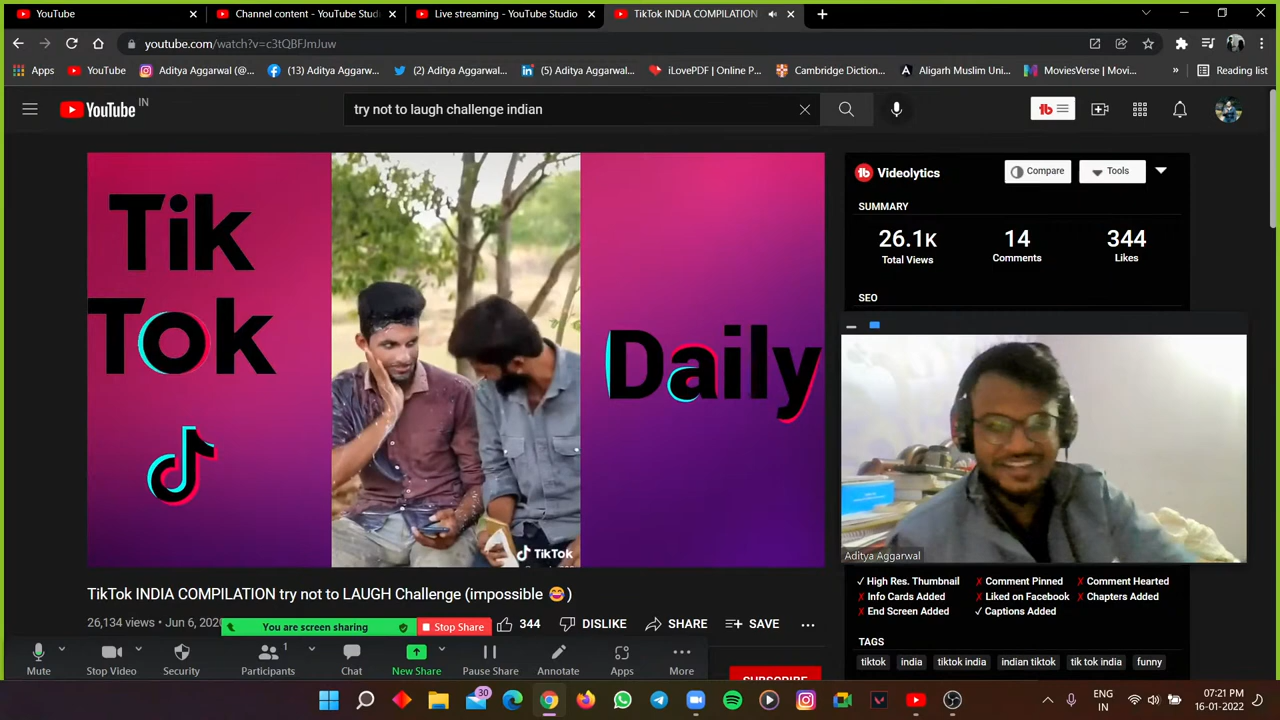 YouTube
Channel content - YouTube Studi
Live streaming - YouTube Studio
TikTok INDIA COMPILATION
youtube.com/watch?v=c3tQBFJmJuw
Apps
YouTube
Aditya Aggarwal (@...
(13) Aditya Aggarw...
(2) Aditya Aggarwal...
(5) Aditya Aggarwal...
iLovePDF | Online P...
Cambridge Diction...
Aligarh Muslim Uni...
MoviesVerse | Movi...
»
Reading list
YouTube IN
try not to laugh challenge indian
Tik
Tok
Daily
TikTok
Videolytics
Compare
Tools
SUMMARY
26.1K
14
344
Total Views
Comments
Likes
SEO
Aditya Aggarwal
✓ High Res. Thumbnail
✗ Comment Pinned
✗ Comment Hearted
✗ Info Cards Added
✗ Liked on Facebook
✗ Chapters Added
✗ End Screen Added
✓ Captions Added
TAGS
tiktok
india
tiktok india
indian tiktok
tik tok india
funny
TikTok INDIA COMPILATION try not to LAUGH Challenge (impossible 😂)
26,134 views • Jun 6, 2020
You are screen sharing
Stop Share
344
DISLIKE
SHARE
SAVE
...
Mute
Stop Video
Security
Participants
1
Chat
New Share
Pause Share
Annotate
Apps
More
SUBSCRIBE
30
ENG
IN
07:21 PM
16-01-2022